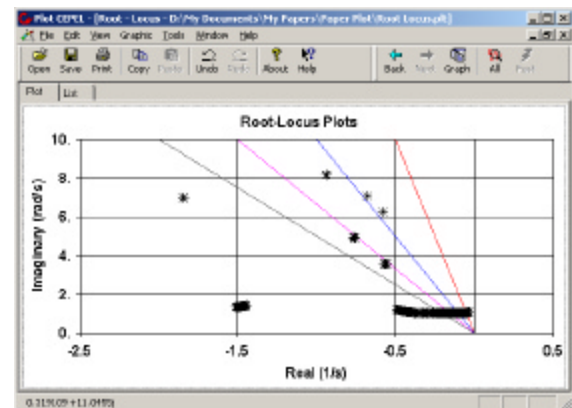 Plot CEPEL - [Root - Locus - D:\My Documents\My Papers\Paper Plot\Root Locus.plt]
File Edit View Graphic Tools Window Help
Open Save Print Copy Paste Undo Redo About Help Back Next Graph All
Plot List
Root-Locus Plots
10.
8.
6.
4.
2.
0.
Imaginary (rad/s)
-2.5 -1.5 -0.5 0.5
Real (1/s)